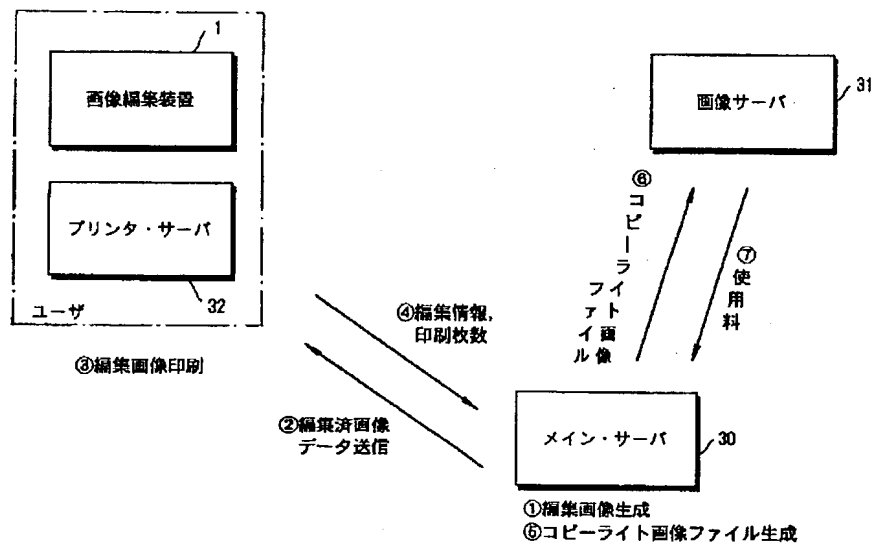 1
画像編集装置
プリンタ・サーバ
32
ユーザ
③編集画像印刷
④編集情報,
印刷枚数
②編集済画像
データ送信
画像サーバ
31
⑥コピーライト画像
ファイル
⑦使用料
メイン・サーバ
30
①編集画像生成
⑤コピーライト画像ファイル生成